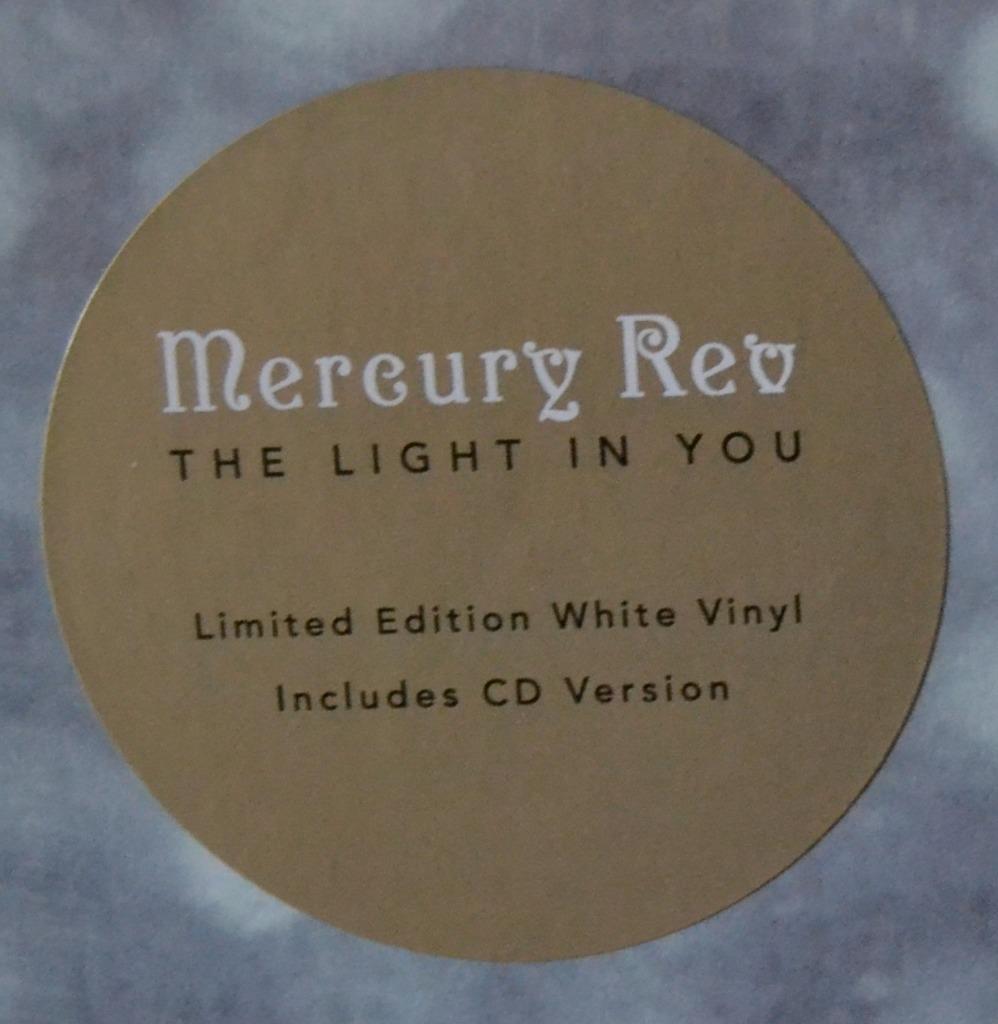 Mercury Rev
THE LIGHT IN YOU
Limited Edition White Vinyl
Includes CD Version